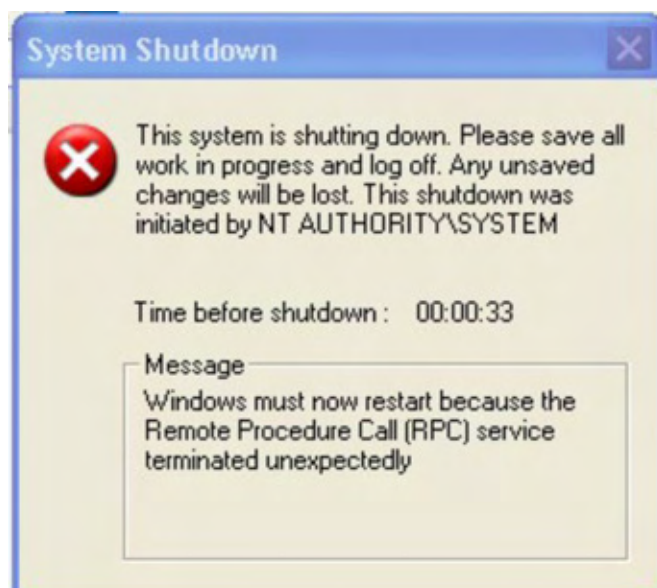 System Shutdown
This system is shutting down. Please save all
work in progress and log off. Any unsaved
changes will be lost. This shutdown was
initiated by NT AUTHORITY\SYSTEM
Time before shutdown : 00:00:33
Message
Windows must now restart because the
Remote Procedure Call (RPC) service
terminated unexpectedly